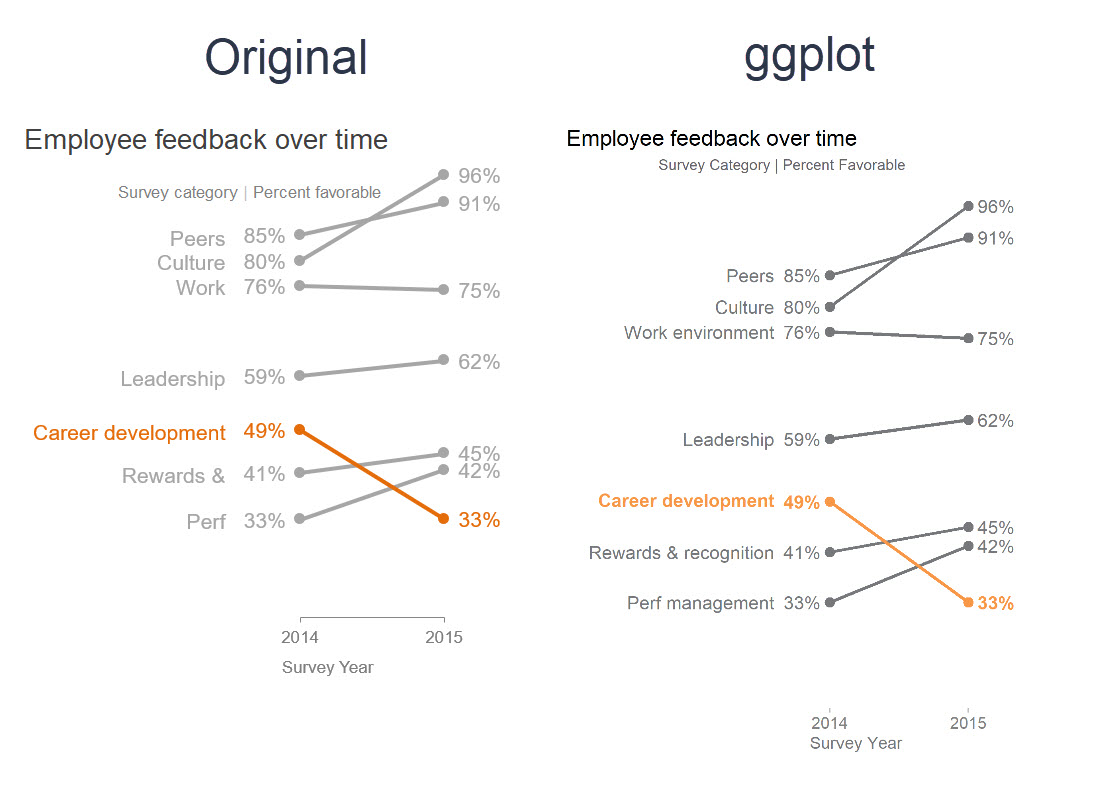 Original
Employee feedback over time
Survey category | Percent favorable
96%
91%
Peers 85%
Culture 80%
Work 76%
75%
62%
Leadership 59%
Career development 49%
45%
42%
Rewards & 41%
Perf 33%
33%
2014 2015
Survey Year
ggplot
Employee feedback over time
Survey Category | Percent Favorable
96%
91%
Peers 85%
Culture 80%
Work environment 76%
75%
62%
Leadership 59%
Career development 49%
45%
42%
Rewards & recognition 41%
Perf management 33%
33%
2014 2015
Survey Year